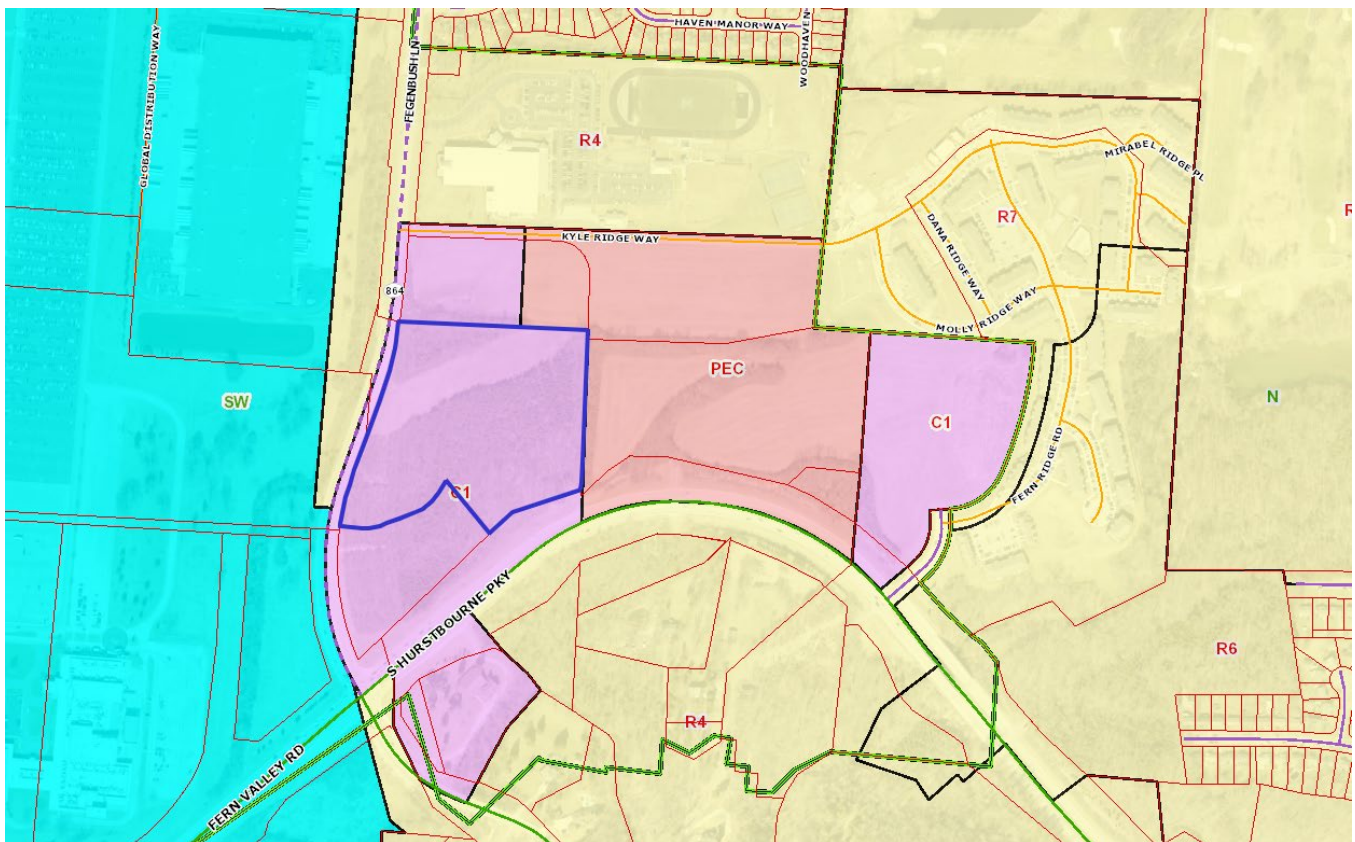 HAVEN MANOR WAY
WOODHAVEN
GLOBAL DISTRIBUTION WAY
FEGENBUSH LN
R4
MIRABEL RIDGE PL
R7
R
DANA RIDGE WAY
KYLE RIDGE WAY
864
MOLLY RIDGE WAY
PEC
SW
N
C1
FERN RIDGE RD
C1
S HURSTBOURNE PKY
R6
R4
FERN VALLEY RD